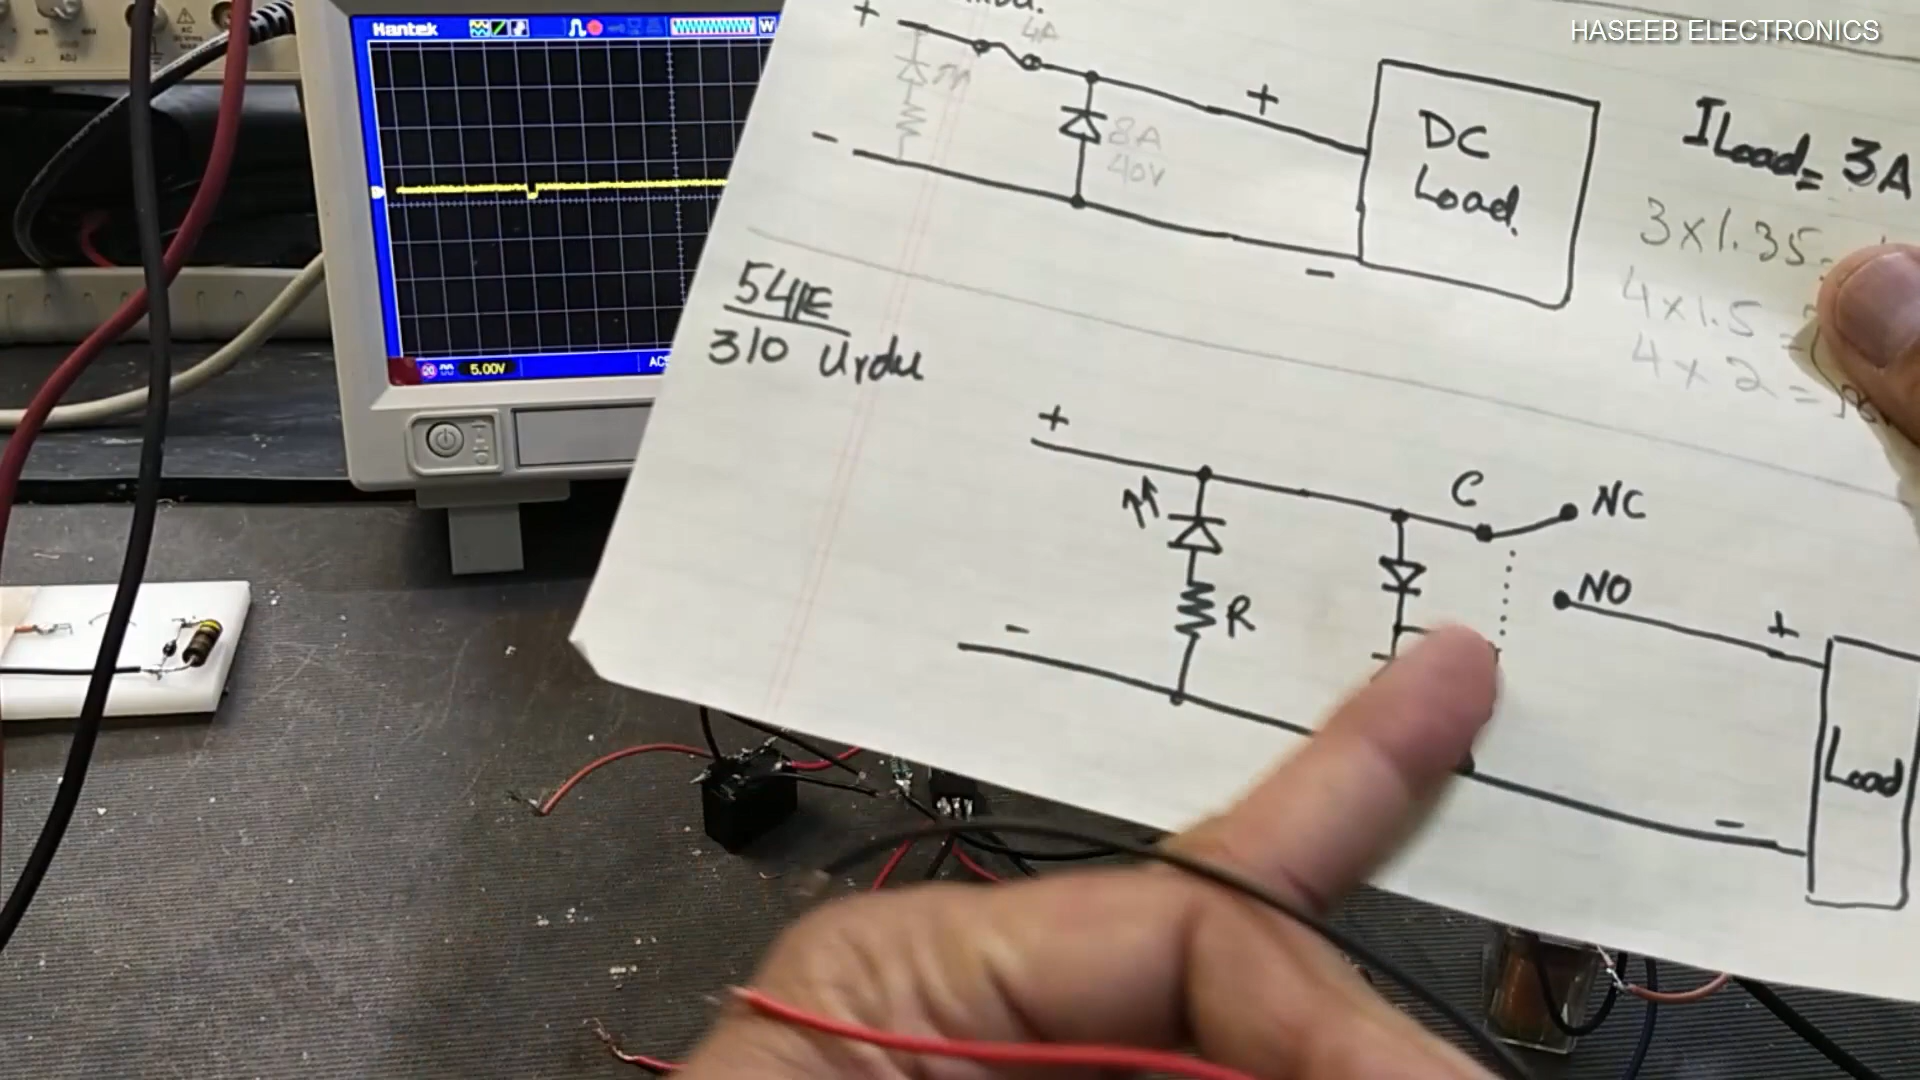 HASEEB ELECTRONICS
Hantek
W
5.00V
+
4A
+
DC
Load.
8A
40V
-
-
ILoad = 3A
3x1.35=
4x1.5=
4x2=
541E
310 Urdu
+
C
NC
NO
R
+
-
Load
-